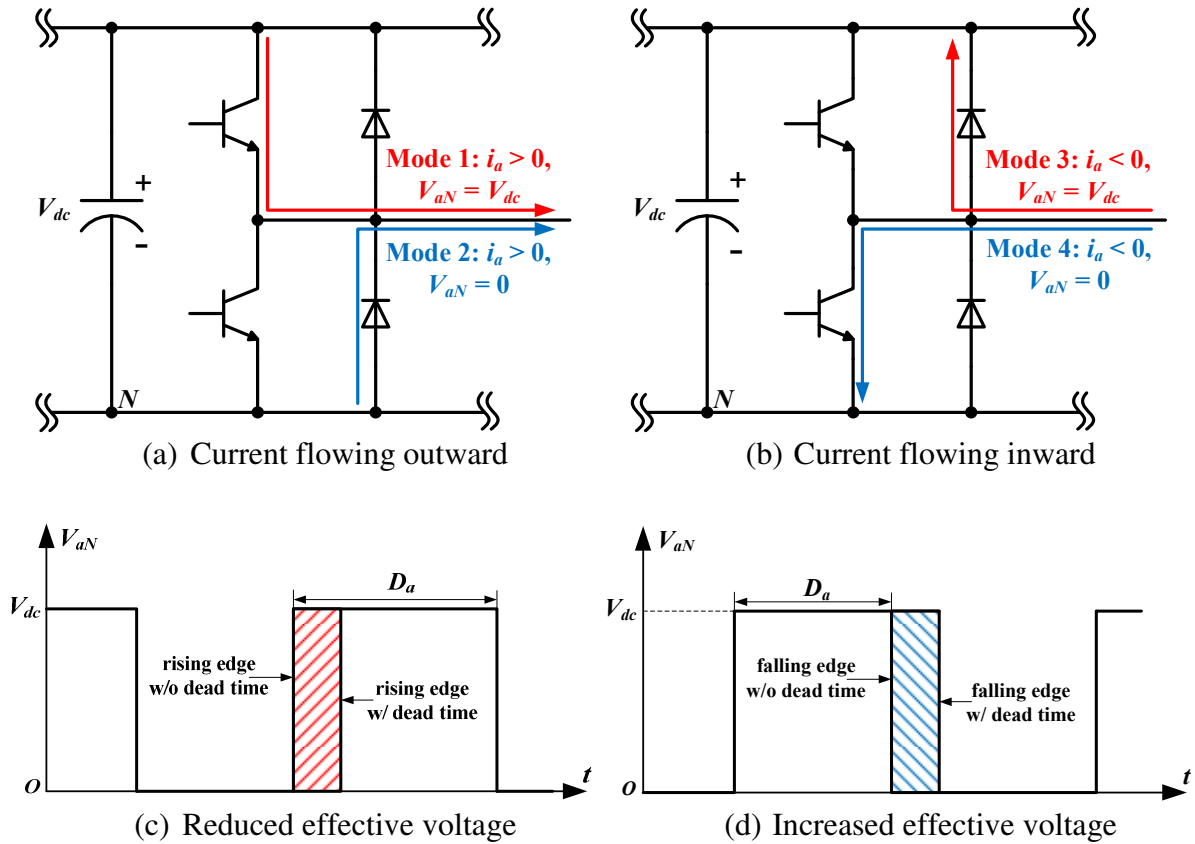 V_dc
+
-
N
Mode 1: i_a > 0,
V_aN = V_dc
Mode 2: i_a > 0,
V_aN = 0
(a) Current flowing outward
V_dc
+
-
N
Mode 3: i_a < 0,
V_aN = V_dc
Mode 4: i_a < 0,
V_aN = 0
(b) Current flowing inward
V_aN
V_dc
D_a
rising edge
w/o dead time
rising edge
w/ dead time
O
t
(c) Reduced effective voltage
V_aN
V_dc
D_a
falling edge
w/o dead time
falling edge
w/ dead time
O
t
(d) Increased effective voltage